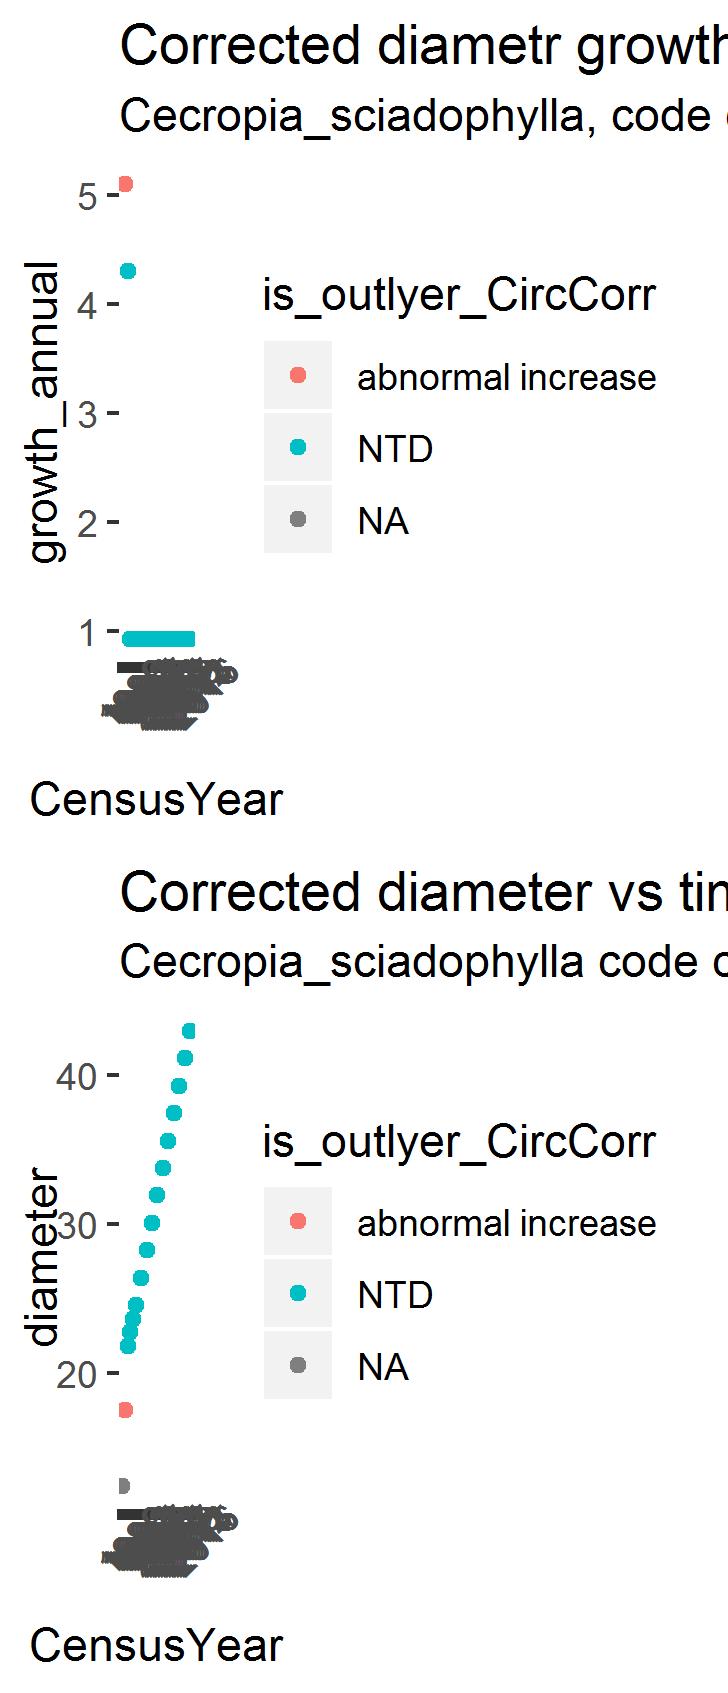 Corrected diametr growth
Cecropia_sciadophylla, code
5
4
3
2
1
growth_annual
is_outlyer_CircCorr
abnormal increase
NTD
NA
CensusYear
Corrected diameter vs
Cecropia_sciadophylla code
40
30
20
diameter
is_outlyer_CircCorr
abnormal increase
NTD
NA
CensusYear